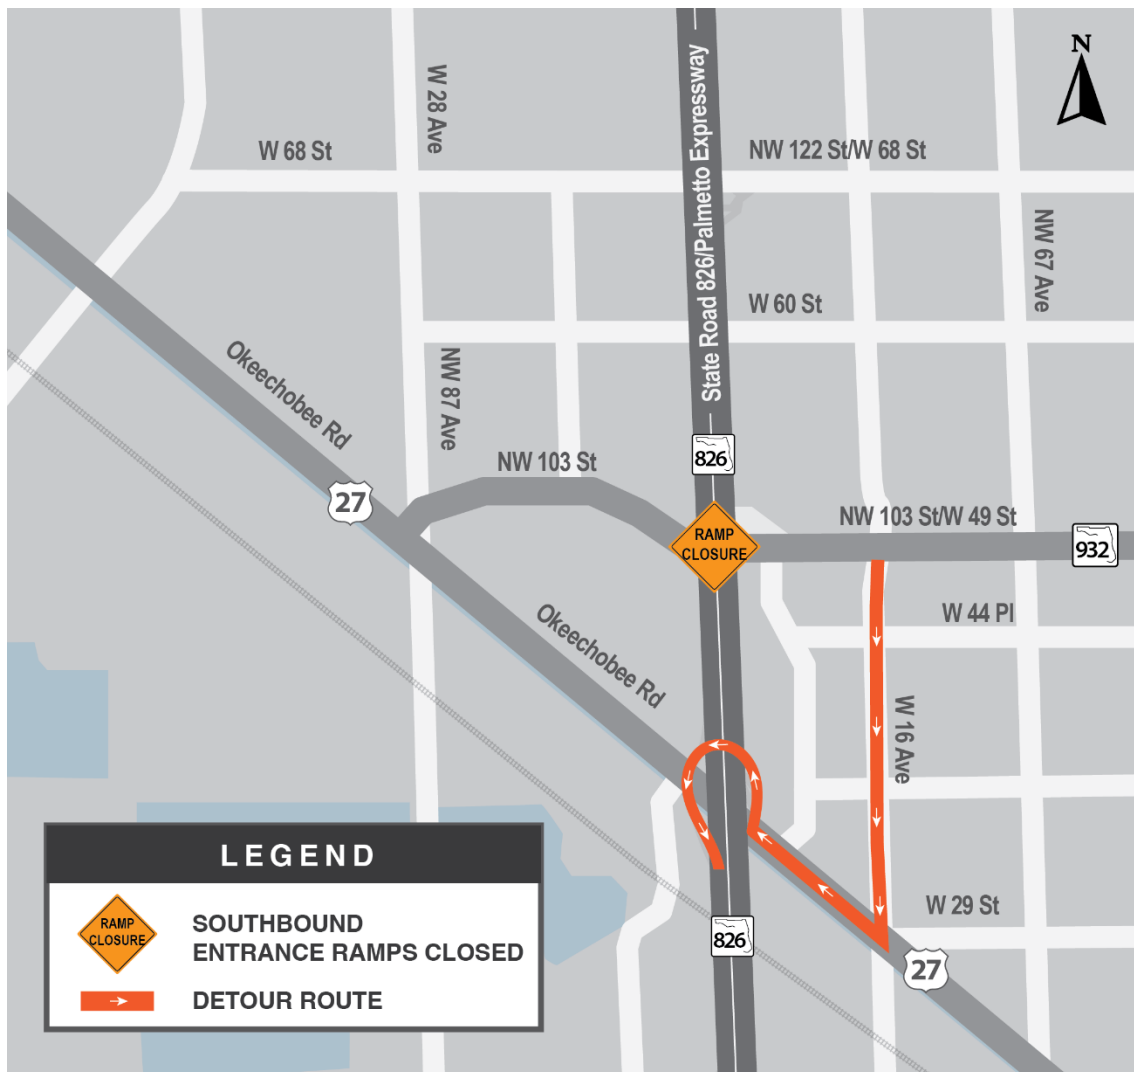 N
W 28 Ave
State Road 826/Palmetto Expressway
W 68 St
NW 122 St/W 68 St
NW 67 Ave
W 60 St
Okeechobee Rd
NW 87 Ave
826
NW 103 St
27
NW 103 St/W 49 St
RAMP
CLOSURE
932
W 44 Pl
Okeechobee Rd
W 16 Ave
W 29 St
826
27
LEGEND
RAMP
CLOSURE
SOUTHBOUND
ENTRANCE RAMPS CLOSED
DETOUR ROUTE